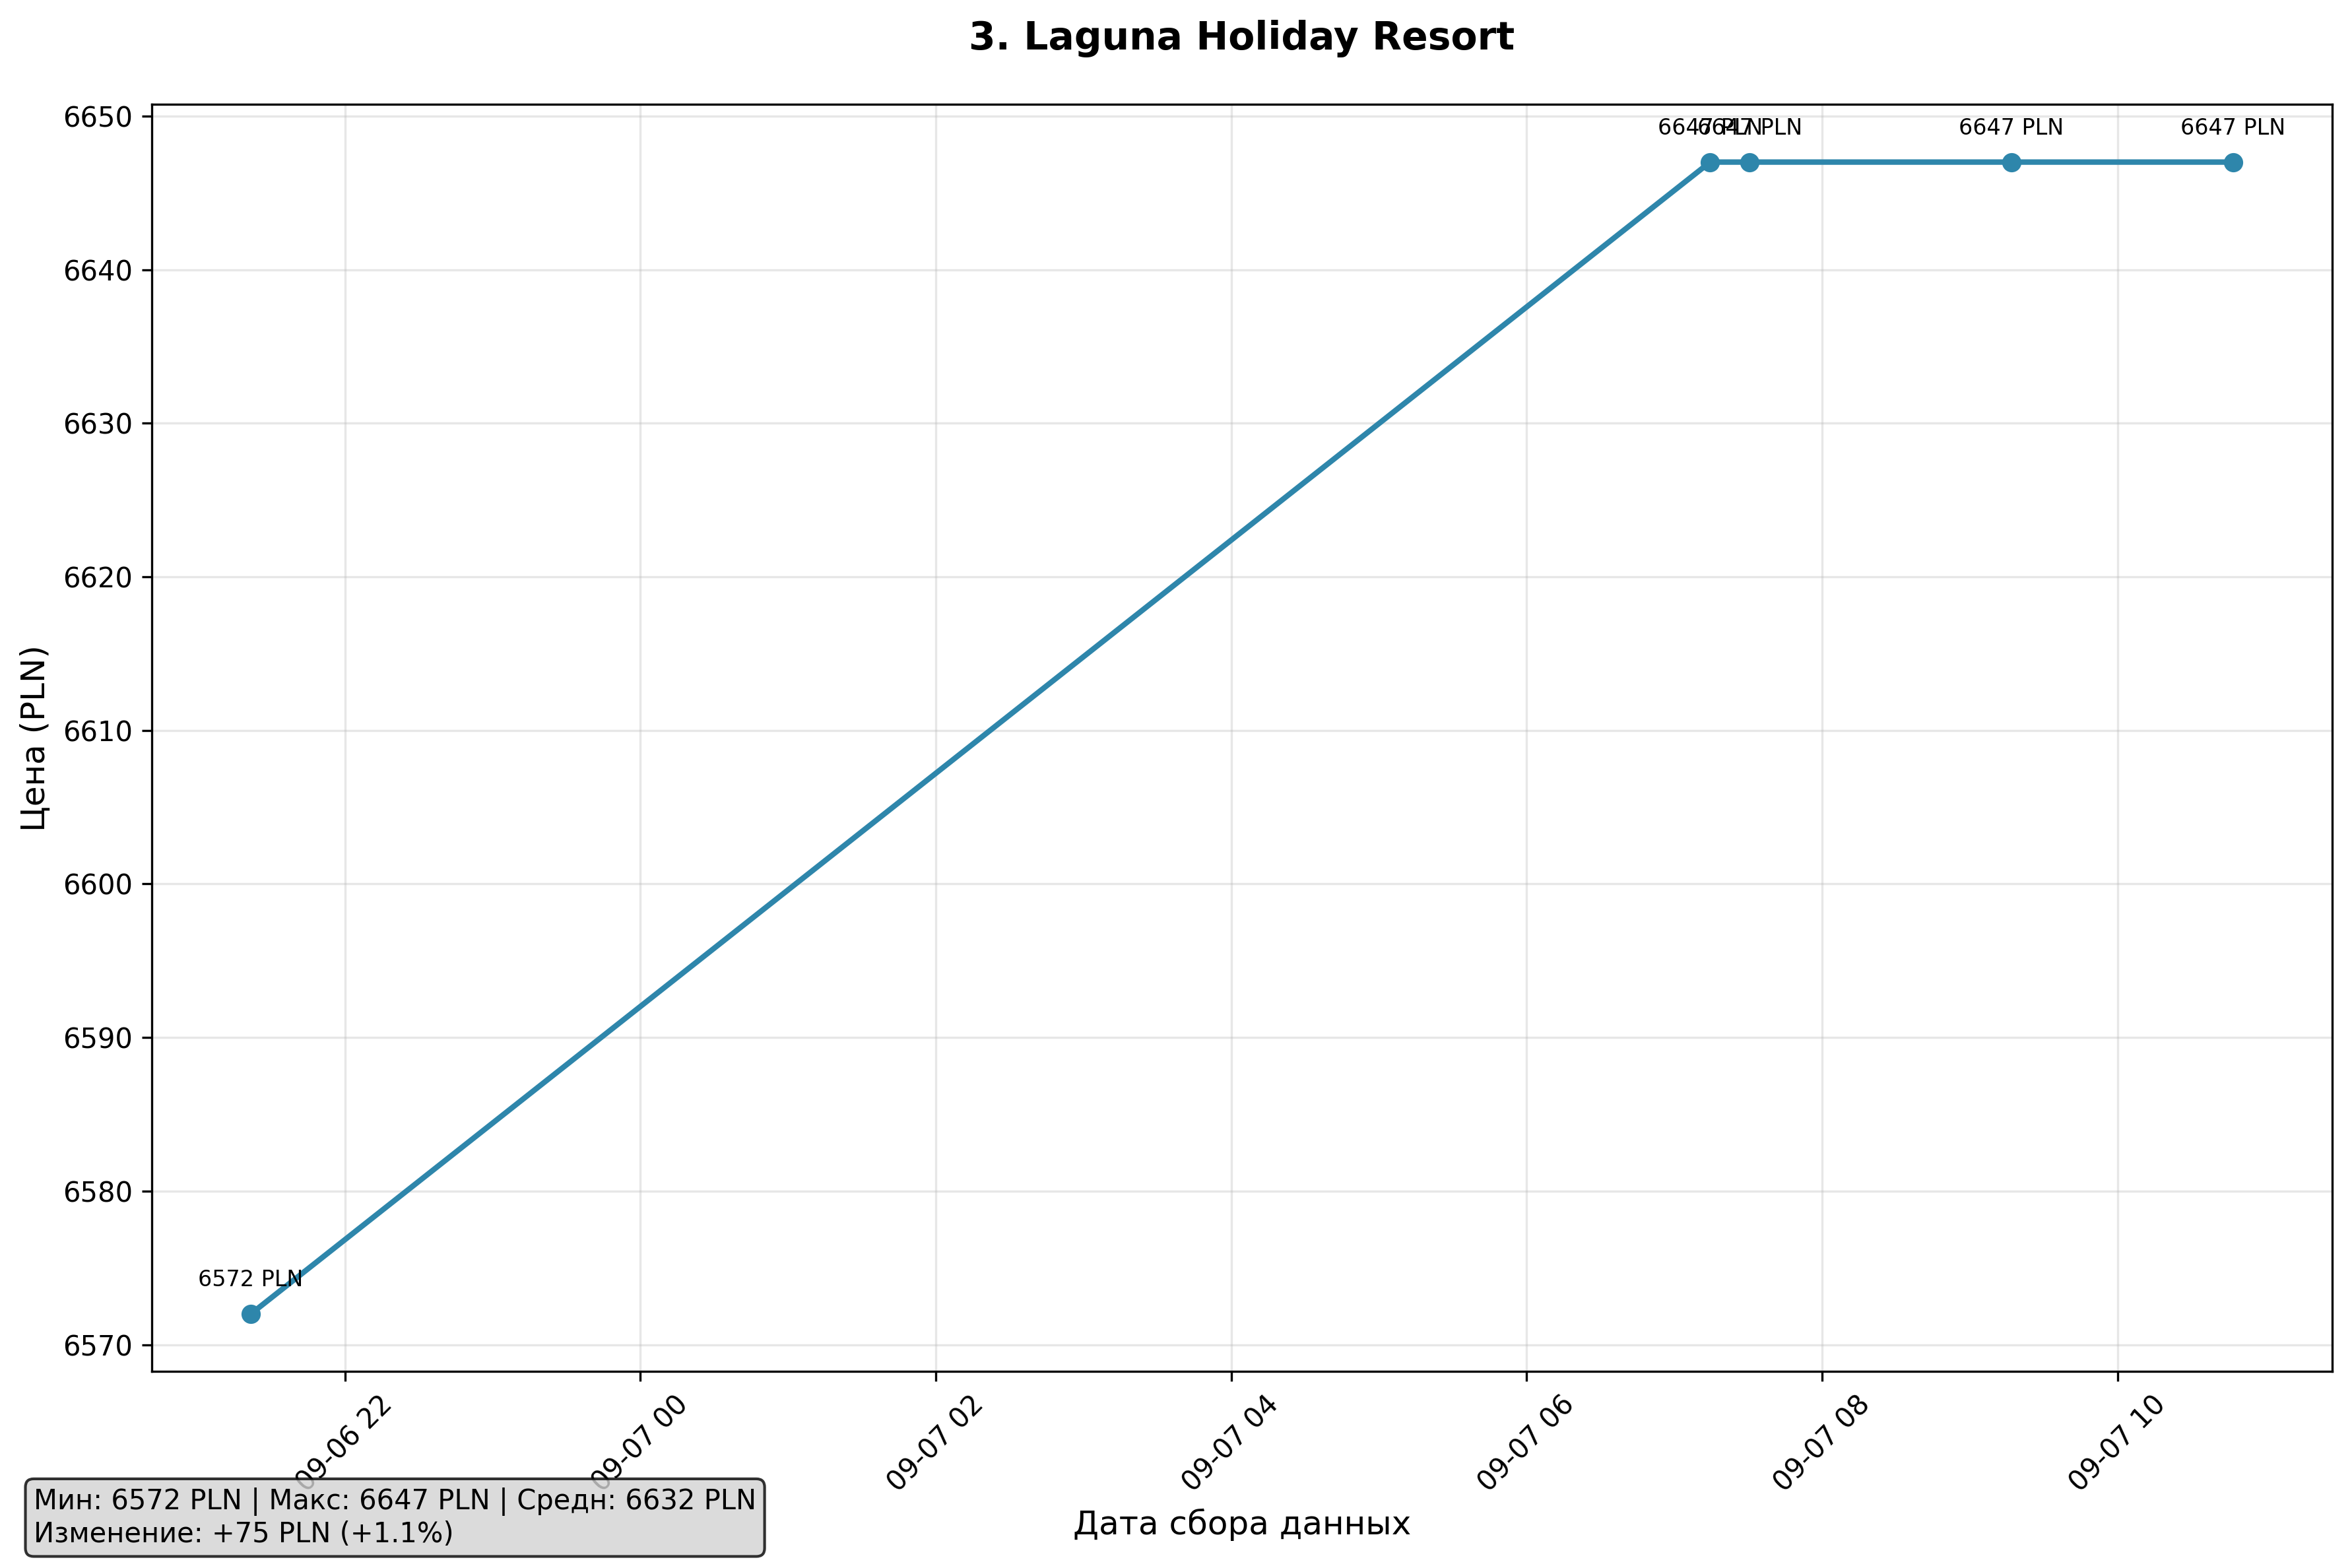 3. Laguna Holiday Resort
Цена (PLN)
6650
6640
6630
6620
6610
6600
6590
6580
6570
6647 PLN
6647 PLN
6647 PLN
6647 PLN
6572 PLN
09-06 22
09-07 00
09-07 02
09-07 04
09-07 06
09-07 08
09-07 10
Дата сбора данных
Мин: 6572 PLN | Макс: 6647 PLN | Средн: 6632 PLN
Изменение: +75 PLN (+1.1%)